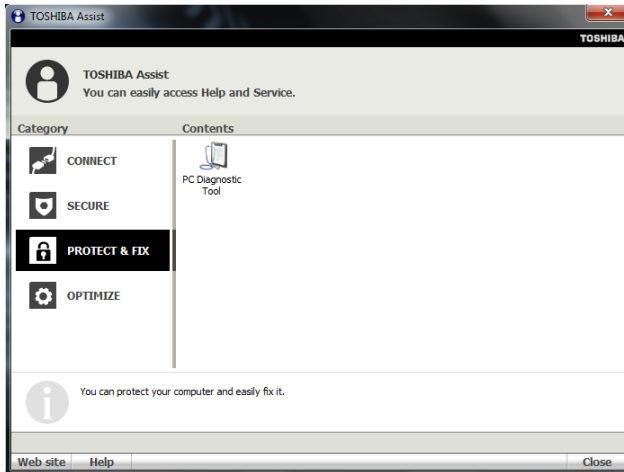 TOSHIBA Assist
TOSHIBA
TOSHIBA Assist
You can easily access Help and Service.
Category
Contents
CONNECT
SECURE
PROTECT & FIX
OPTIMIZE
PC Diagnostic
Tool
You can protect your computer and easily fix it.
Web site
Help
Close